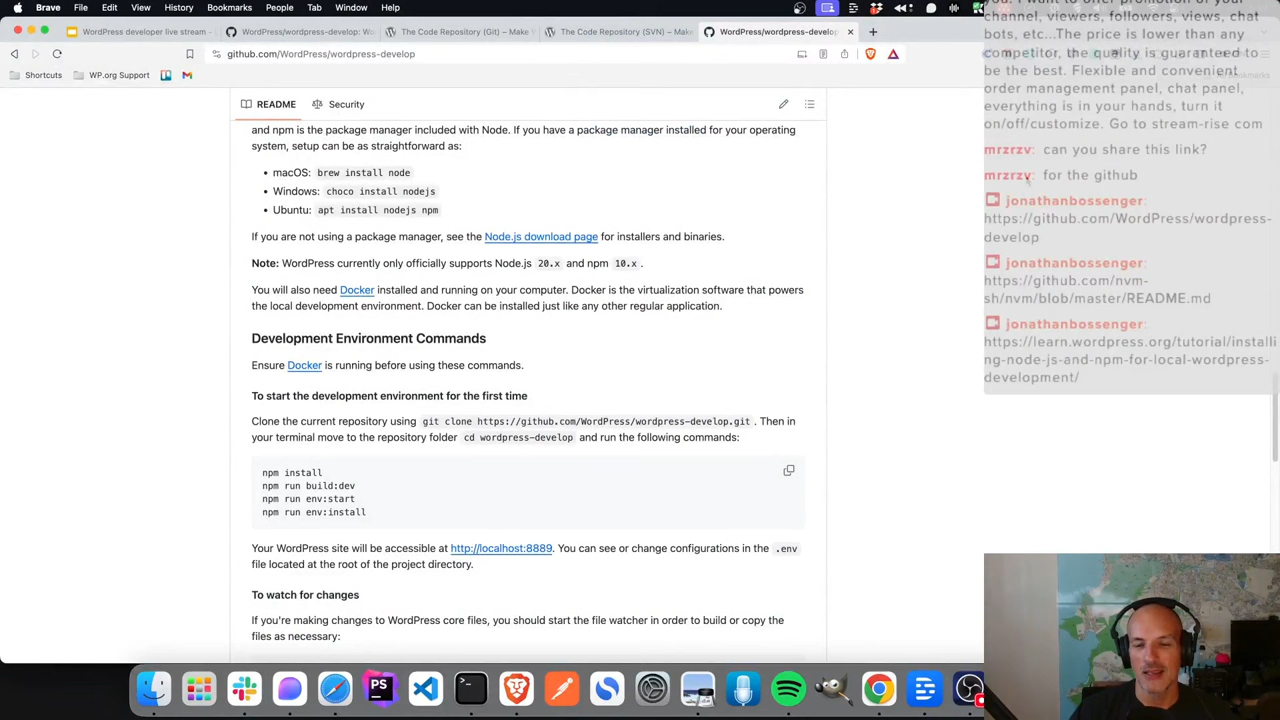 Brave File Edit View History Bookmarks People Tab Window Help
WordPress developer live stream -
WordPress/wordpress-develop: Wo
The Code Repository (Git) – Make
The Code Repository (SVN) – Make
WordPress/wordpress-develop
github.com/WordPress/wordpress-develop
Shortcuts
WP.org Support
README
Security
and npm is the package manager included with Node. If you have a package manager installed for your operating
system, setup can be as straightforward as:
• macOS: brew install node
• Windows: choco install nodejs
• Ubuntu: apt install nodejs npm
If you are not using a package manager, see the Node.js download page for installers and binaries.
Note: WordPress currently only officially supports Node.js 20.x and npm 10.x .
You will also need Docker installed and running on your computer. Docker is the virtualization software that powers
the local development environment. Docker can be installed just like any other regular application.
Development Environment Commands
Ensure Docker is running before using these commands.
To start the development environment for the first time
Clone the current repository using git clone https://github.com/WordPress/wordpress-develop.git . Then in
your terminal move to the repository folder cd wordpress-develop and run the following commands:
npm install
npm run build:dev
npm run env:start
npm run env:install
Your WordPress site will be accessible at http://localhost:8889. You can see or change configurations in the .env
file located at the root of the project directory.
To watch for changes
If you're making changes to WordPress core files, you should start the file watcher in order to build or copy the
files as necessary:
you. I want to offer promotion of your
channel, viewers, followers, views, chat
bots, etc...The price is lower than any
competitor, the quality is guaranteed to
be the best. Flexible and convenient
order management panel, chat panel,
everything is in your hands, turn it
on/off/customize. Go to stream-rise com
mrzrzv: can you share this link?
mrzrzv: for the github
jonathanbossenger:
https://github.com/WordPress/wordpress-
develop
jonathanbossenger:
https://github.com/nvm-
sh/nvm/blob/master/README.md
jonathanbossenger:
https://learn.wordpress.org/tutorial/installi
ng-node-js-and-npm-for-local-wordpress-
development/
PS